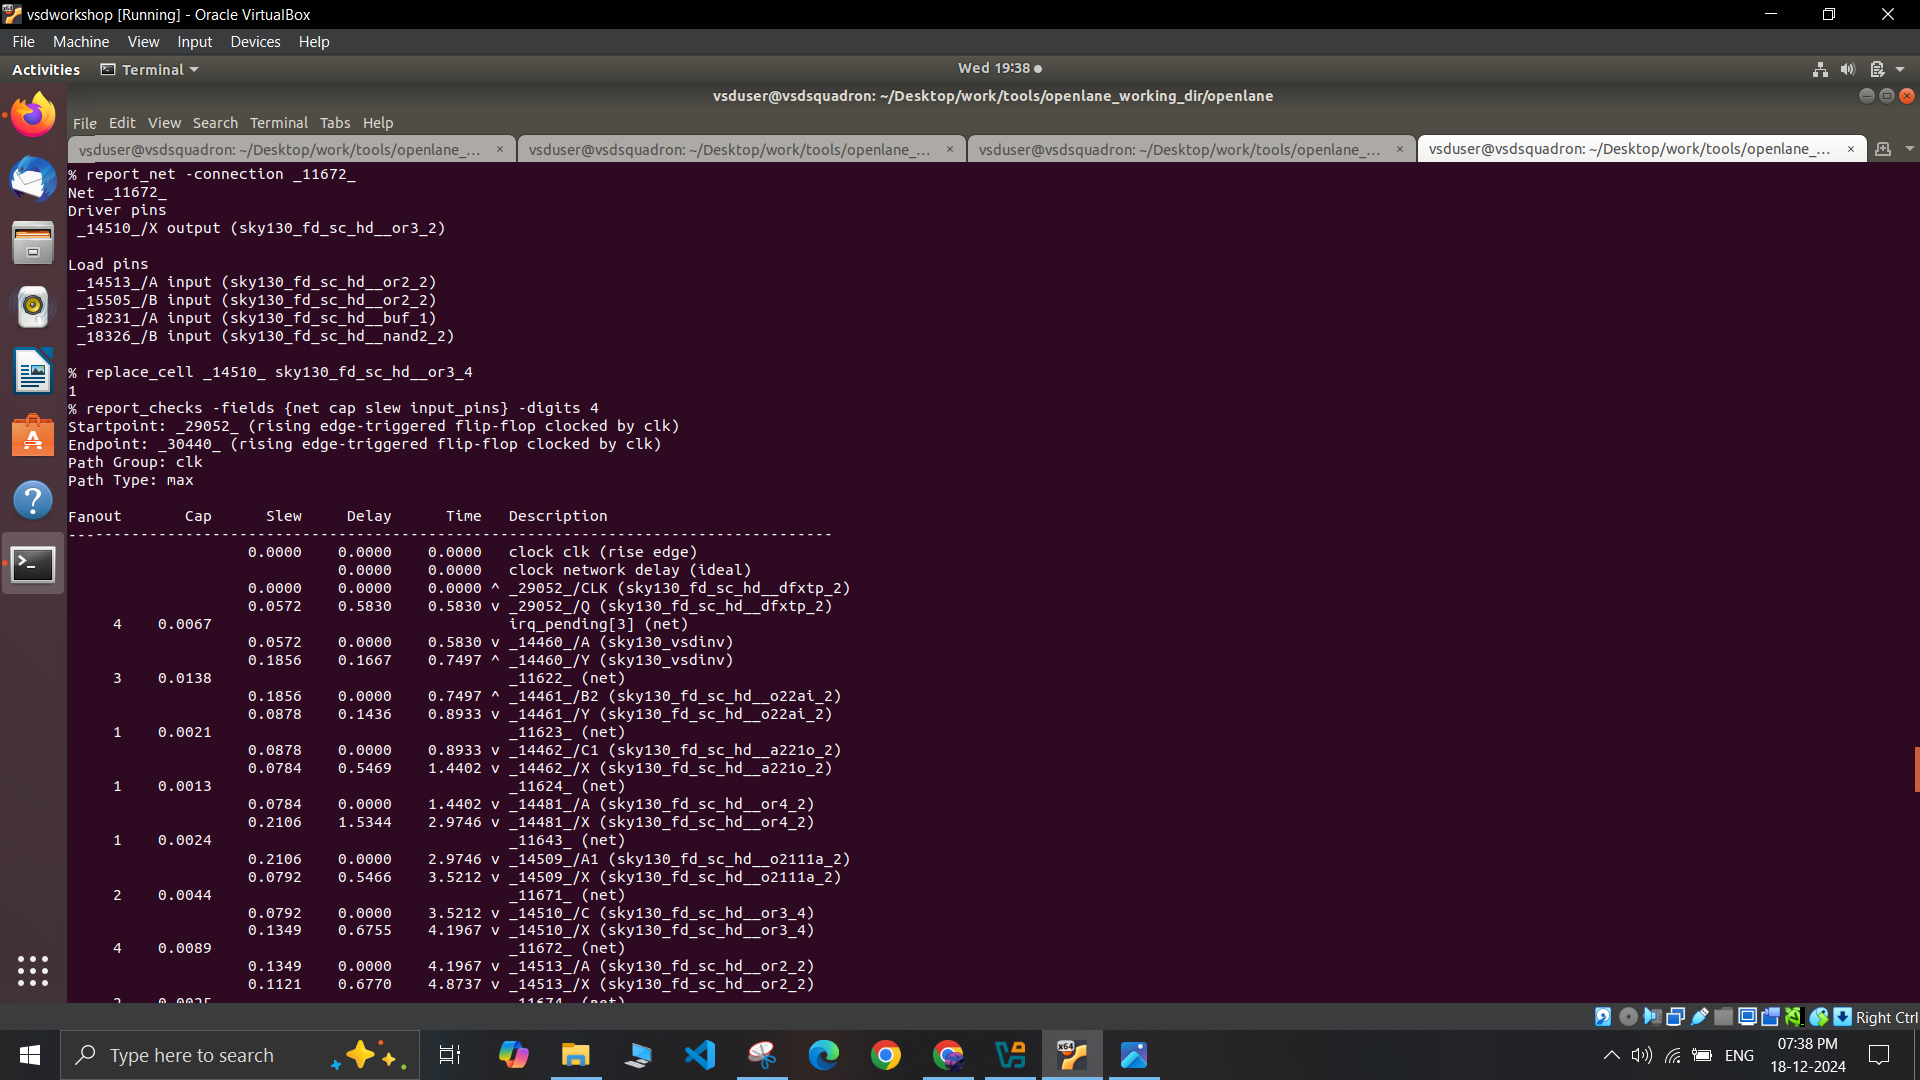 vsdworkshop [Running] - Oracle VirtualBox
File Machine View Input Devices Help
Activities Terminal Wed 19:38
vsduser@vsdsquadron: ~/Desktop/work/tools/openlane_working_dir/openlane
File Edit View Search Terminal Tabs Help
vsduser@vsdsquadron: ~/Desktop/work/tools/openlane_... × vsduser@vsdsquadron: ~/Desktop/work/tools/openlane_... × vsduser@vsdsquadron: ~/Desktop/work/tools/openlane_... × vsduser@vsdsquadron: ~/Desktop/work/tools/openlane_... ×
% report_net -connection _11672_
Net _11672_
Driver pins
_14510_/X output (sky130_fd_sc_hd__or3_2)
Load pins
_14513_/A input (sky130_fd_sc_hd__or2_2)
_15505_/B input (sky130_fd_sc_hd__or2_2)
_18231_/A input (sky130_fd_sc_hd__buf_1)
_18326_/B input (sky130_fd_sc_hd__nand2_2)
% replace_cell _14510_ sky130_fd_sc_hd__or3_4
1
% report_checks -fields {net cap slew input_pins} -digits 4
Startpoint: _29052_ (rising edge-triggered flip-flop clocked by clk)
Endpoint: _30440_ (rising edge-triggered flip-flop clocked by clk)
Path Group: clk
Path Type: max
Fanout Cap Slew Delay Time Description
-------------------------------------------------------------------------------------
0.0000 0.0000 0.0000 clock clk (rise edge)
0.0000 0.0000 clock network delay (ideal)
0.0000 0.0000 0.0000 ^ _29052_/CLK (sky130_fd_sc_hd__dfxtp_2)
0.0572 0.5830 0.5830 v _29052_/Q (sky130_fd_sc_hd__dfxtp_2)
4 0.0067 irq_pending[3] (net)
0.0572 0.0000 0.5830 v _14460_/A (sky130_vsdinv)
0.1856 0.1667 0.7497 ^ _14460_/Y (sky130_vsdinv)
3 0.0138 _11622_ (net)
0.1856 0.0000 0.7497 ^ _14461_/B2 (sky130_fd_sc_hd__o22ai_2)
0.0878 0.1436 0.8933 v _14461_/Y (sky130_fd_sc_hd__o22ai_2)
1 0.0021 _11623_ (net)
0.0878 0.0000 0.8933 v _14462_/C1 (sky130_fd_sc_hd__a221o_2)
0.0784 0.5469 1.4402 v _14462_/X (sky130_fd_sc_hd__a221o_2)
1 0.0013 _11624_ (net)
0.0784 0.0000 1.4402 v _14481_/A (sky130_fd_sc_hd__or4_2)
0.2106 1.5344 2.9746 v _14481_/X (sky130_fd_sc_hd__or4_2)
1 0.0024 _11643_ (net)
0.2106 0.0000 2.9746 v _14509_/A1 (sky130_fd_sc_hd__o2111a_2)
0.0792 0.5466 3.5212 v _14509_/X (sky130_fd_sc_hd__o2111a_2)
2 0.0044 _11671_ (net)
0.0792 0.0000 3.5212 v _14510_/C (sky130_fd_sc_hd__or3_4)
0.1349 0.6755 4.1967 v _14510_/X (sky130_fd_sc_hd__or3_4)
4 0.0089 _11672_ (net)
0.1349 0.0000 4.1967 v _14513_/A (sky130_fd_sc_hd__or2_2)
0.1121 0.6770 4.8737 v _14513_/X (sky130_fd_sc_hd__or2_2)
Right Ctrl
Type here to search
ENG
07:38 PM
18-12-2024